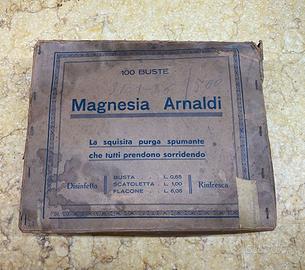 100 BUSTE
Magnesia Arnaldi
La squisita purga spumante
che tutti prendono sorridendo
Disinfetta
BUSTA . L. 0,65
SCATOLETTA . L. 1,00
FLACONE . L. 6,05
Rinfresca